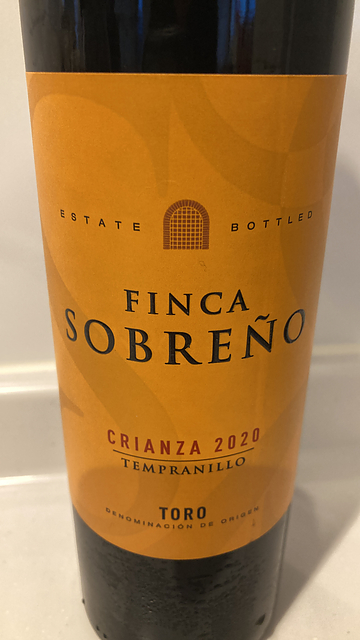 ESTATE BOTTLED
FINCA
SOBREÑO
CRIANZA 2020
TEMPRANILLO
TORO
DENOMINACIÓN DE ORIGEN